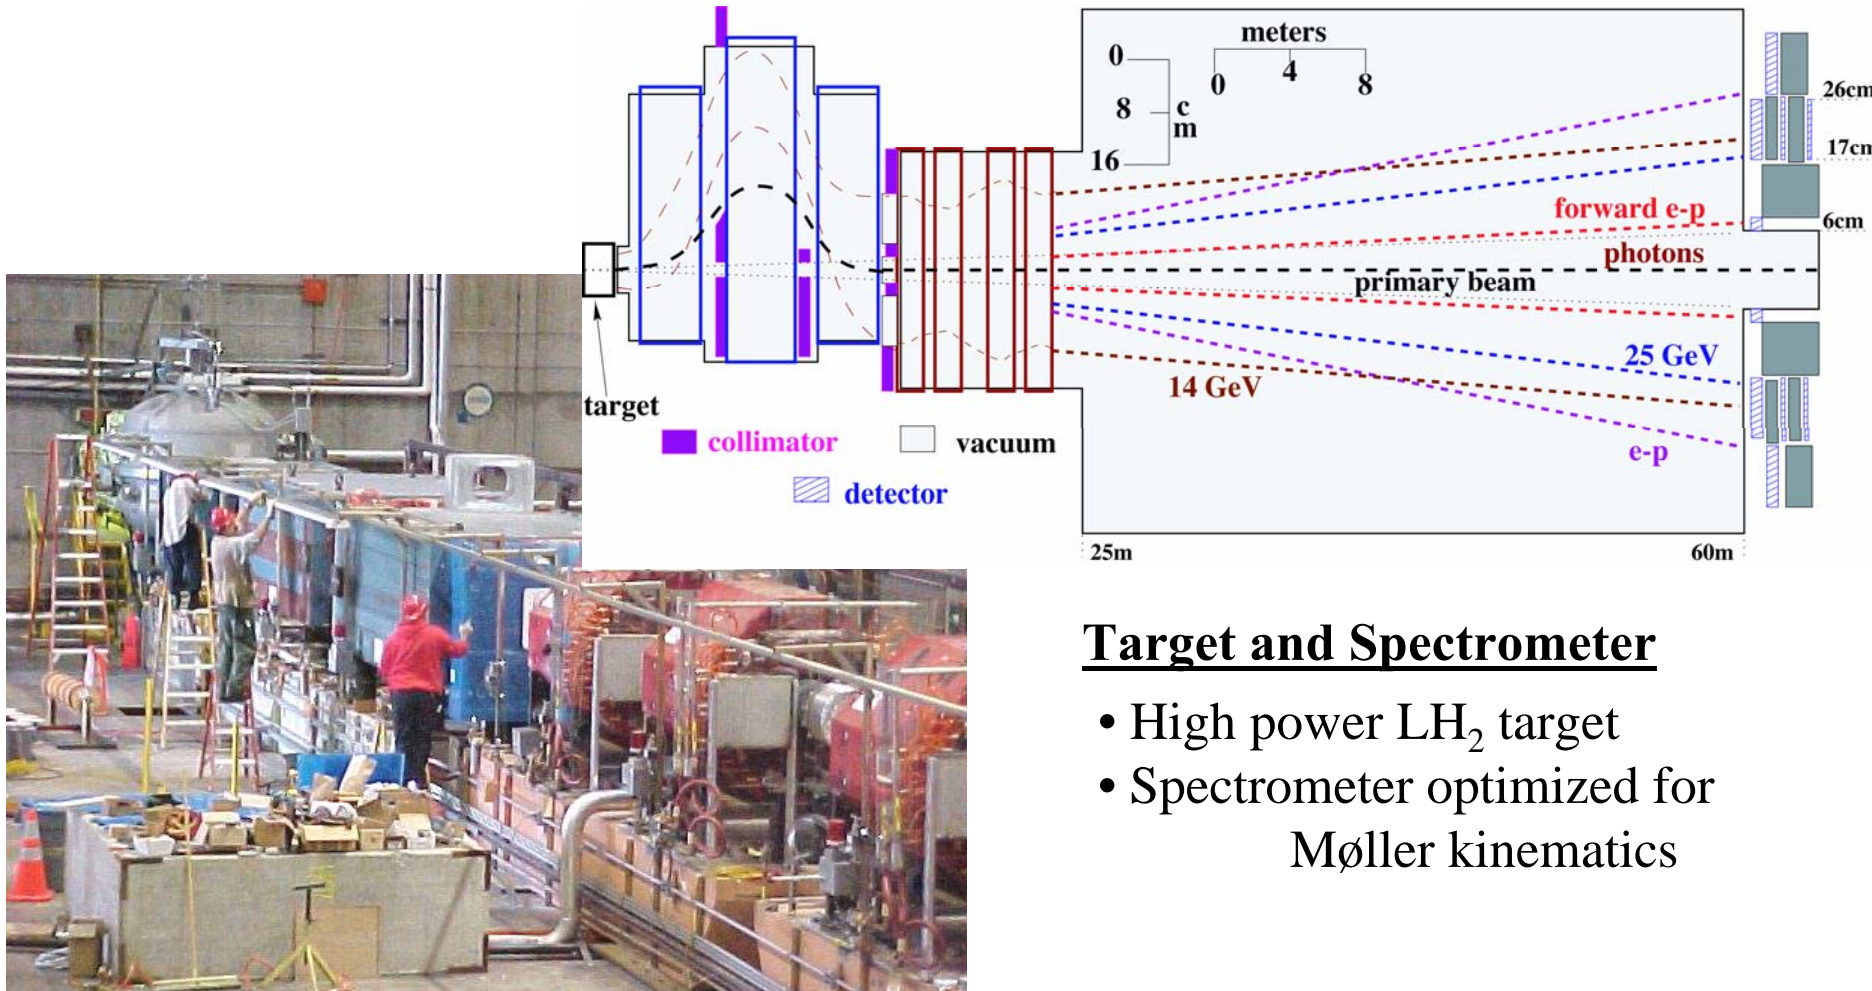 meters
0
0
4
8
8
c
m
16
26cm
17cm
forward e-p
6cm
photons
primary beam
25 GeV
14 GeV
target
collimator
vacuum
e-p
detector
25m
60m
Target and Spectrometer
• High power LH₂ target
• Spectrometer optimized for
Møller kinematics